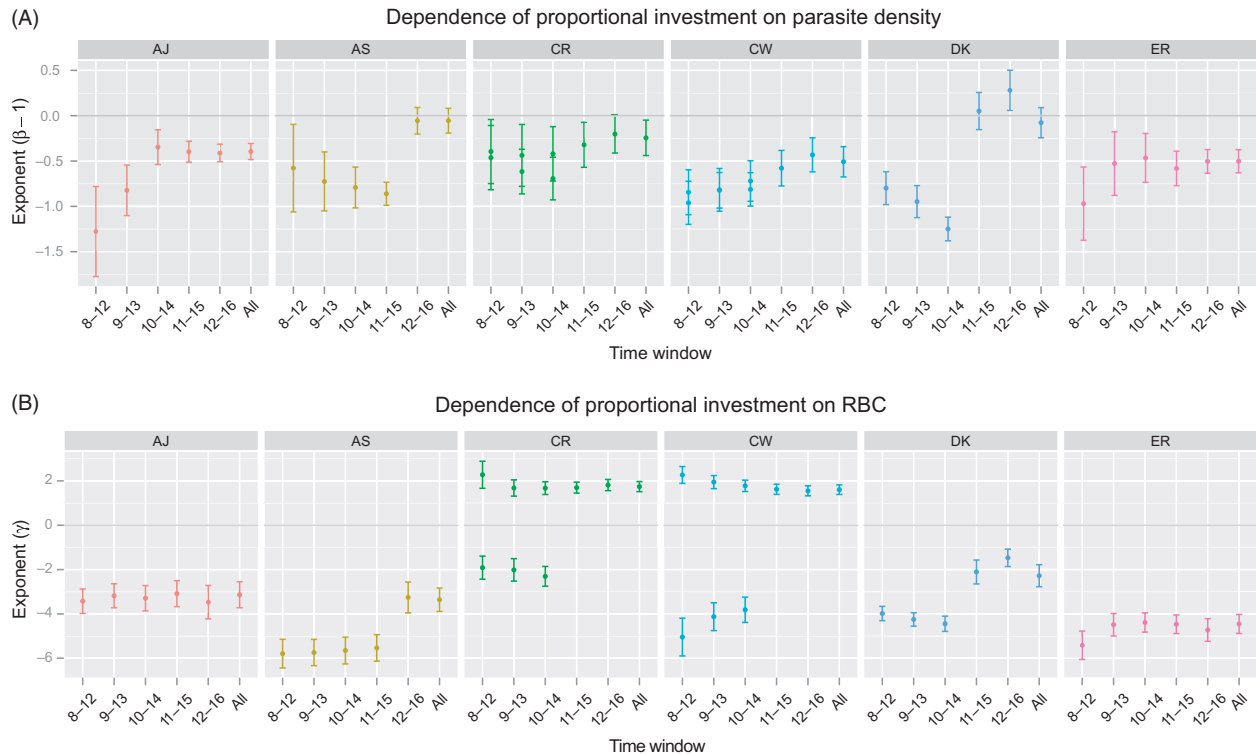 (A)
Dependence of proportional investment on parasite density
AJ AS CR CW DK ER
0.5
0.0
−0.5
−1.0
−1.5
Exponent (β − 1)
8–12 9–13 10–14 11–15 12–16 All 8–12 9–13 10–14 11–15 12–16 All 8–12 9–13 10–14 11–15 12–16 All 8–12 9–13 10–14 11–15 12–16 All 8–12 9–13 10–14 11–15 12–16 All 8–12 9–13 10–14 11–15 12–16 All
Time window
(B)
Dependence of proportional investment on RBC
AJ AS CR CW DK ER
2
0
−2
−4
−6
Exponent (γ)
8–12 9–13 10–14 11–15 12–16 All 8–12 9–13 10–14 11–15 12–16 All 8–12 9–13 10–14 11–15 12–16 All 8–12 9–13 10–14 11–15 12–16 All 8–12 9–13 10–14 11–15 12–16 All 8–12 9–13 10–14 11–15 12–16 All
Time window